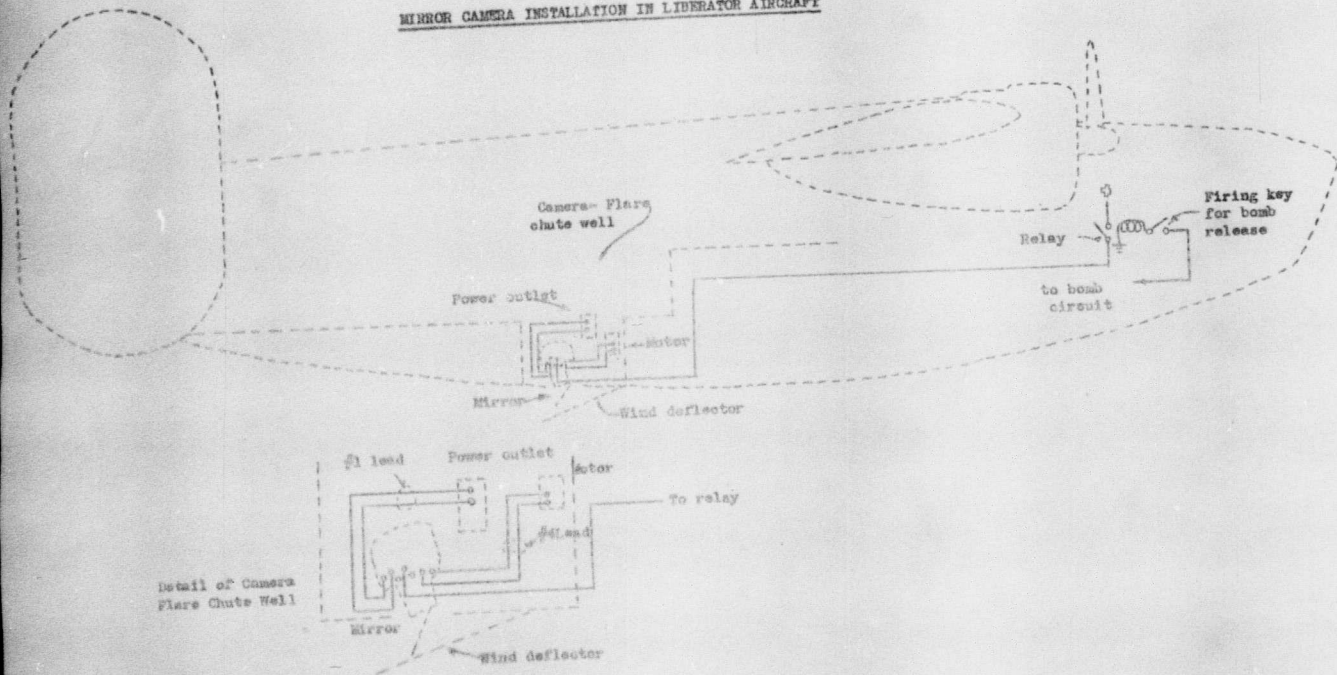 MIRROR CAMERA INSTALLATION IN LIBERATOR AIRCRAFT
Camera- Flare
chute well
Firing key
for bomb
release
Relay
to bomb
circuit
Power outlet
Motor
Mirror
Wind deflector
#1 lead
Power outlet
Motor
To relay
#4Lead
Detail of Camera
Flare Chute Well
Mirror
Wind deflector